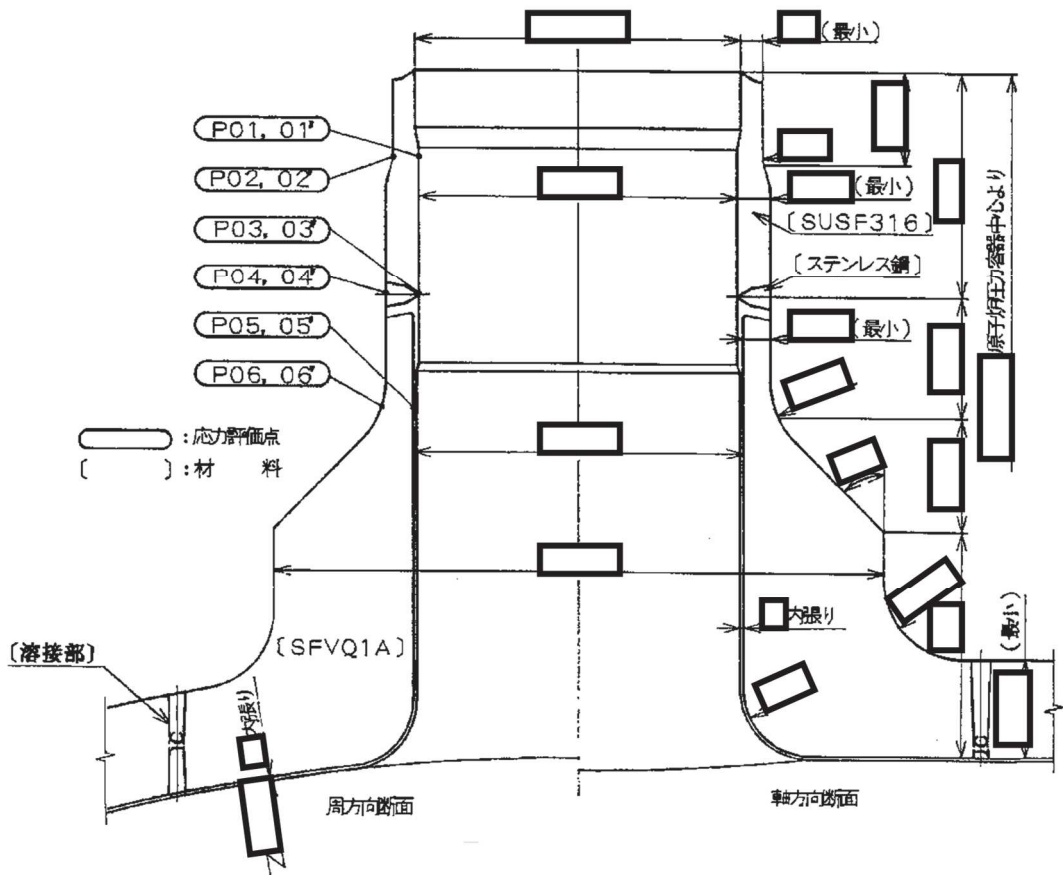 (最小)
P01, 01'
P02, 02'
(最小)
〔SUSF316〕
P03, 03'
〔ステンレス鋼〕
P04, 04'
P05, 05'
(最小)
P06, 06'
原子炉圧力容器中心より
: 応力評価点
〔 〕: 材 料
内張り
(最小)
〔SFVQ1A〕
〔溶接部〕
内張り
周方向断面
軸方向断面